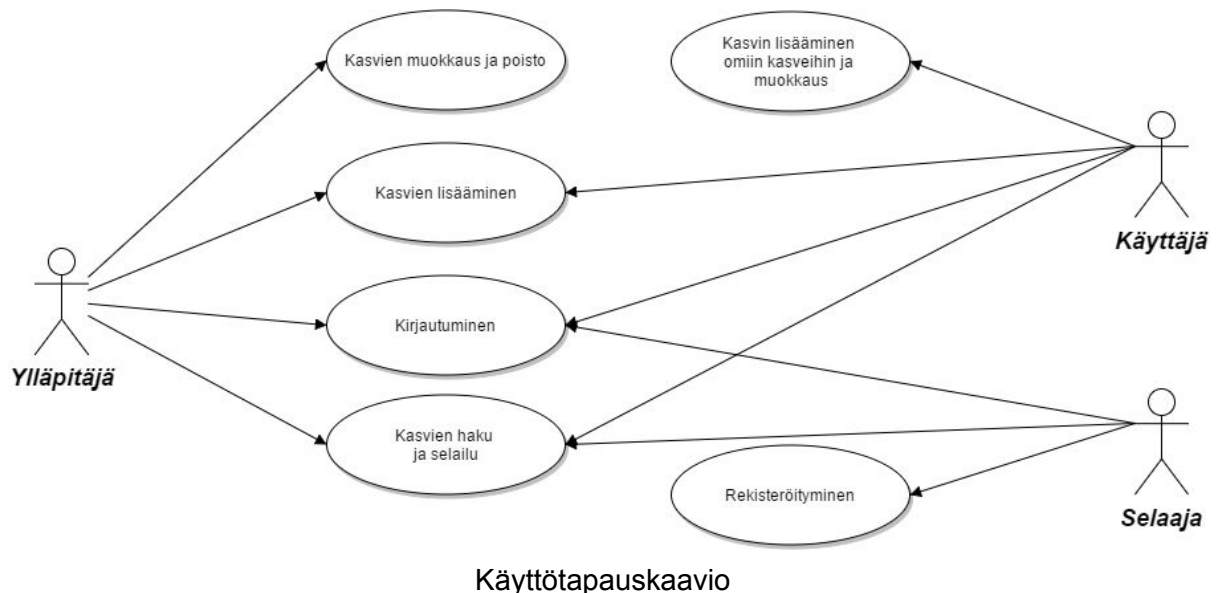 Kasvien muokkaus ja poisto
Kasvin lisääminen
omiin kasveihin ja
muokkaus
Kasvien lisääminen
Käyttäjä
Kirjautuminen
Ylläpitäjä
Kasvien haku
ja selailu
Rekisteröityminen
Selaaja
Käyttötapauskaavio